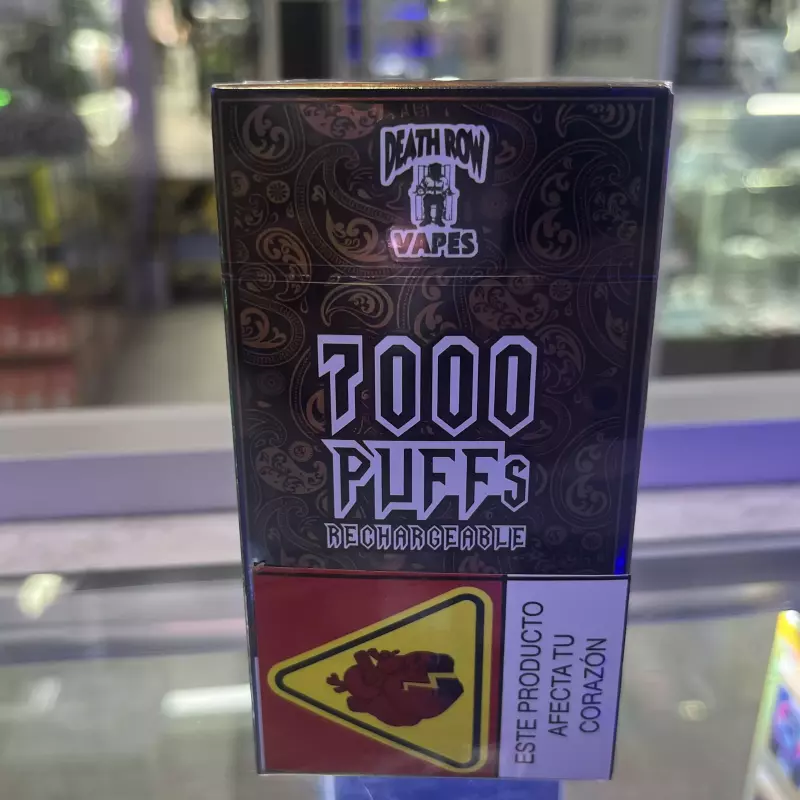 DEATH ROW
VAPES
7000
PUFFS
RECHARGEABLE
ESTE PRODUCTO
AFECTA TU
CORAZÓN